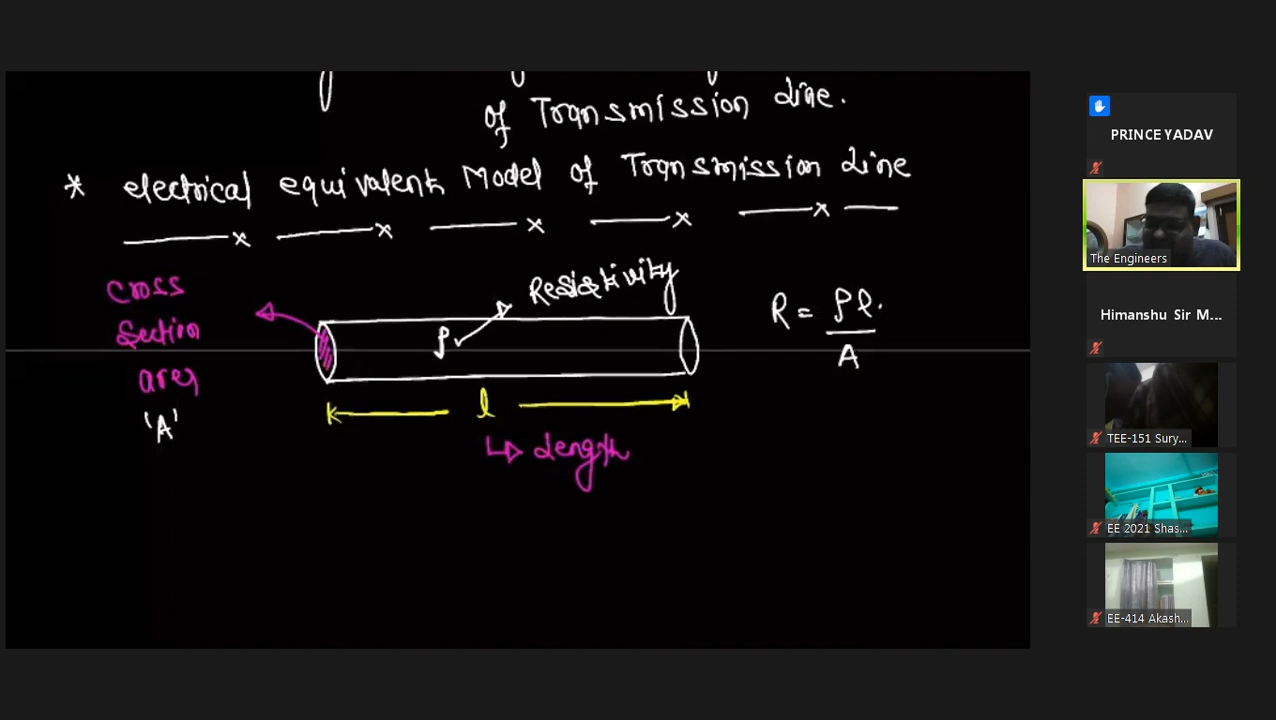 of Transmission Line.
* electrical equivalent Model of Transmission Line
Cross
Section
area
'A'
ρ
Resistivity
R = ρl
A
l
Length
PRINCE YADAV
The Engineers
Himanshu Sir M...
TEE-151 Sury...
EE 2021 Shas...
EE-414 Akash...